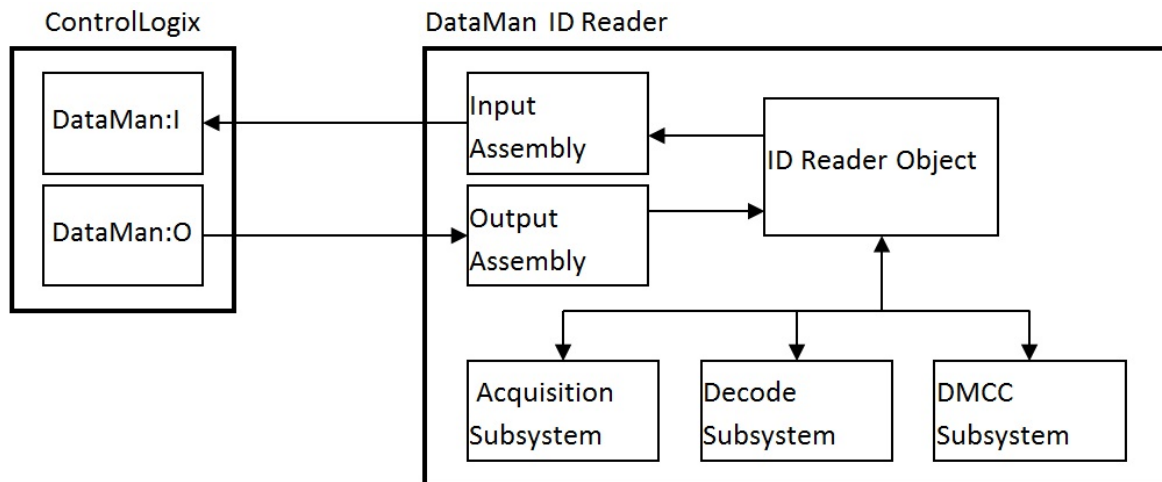 ControlLogix
DataMan ID Reader
DataMan:I
Input
Assembly
ID Reader Object
DataMan:O
Output
Assembly
Acquisition
Subsystem
Decode
Subsystem
DMCC
Subsystem